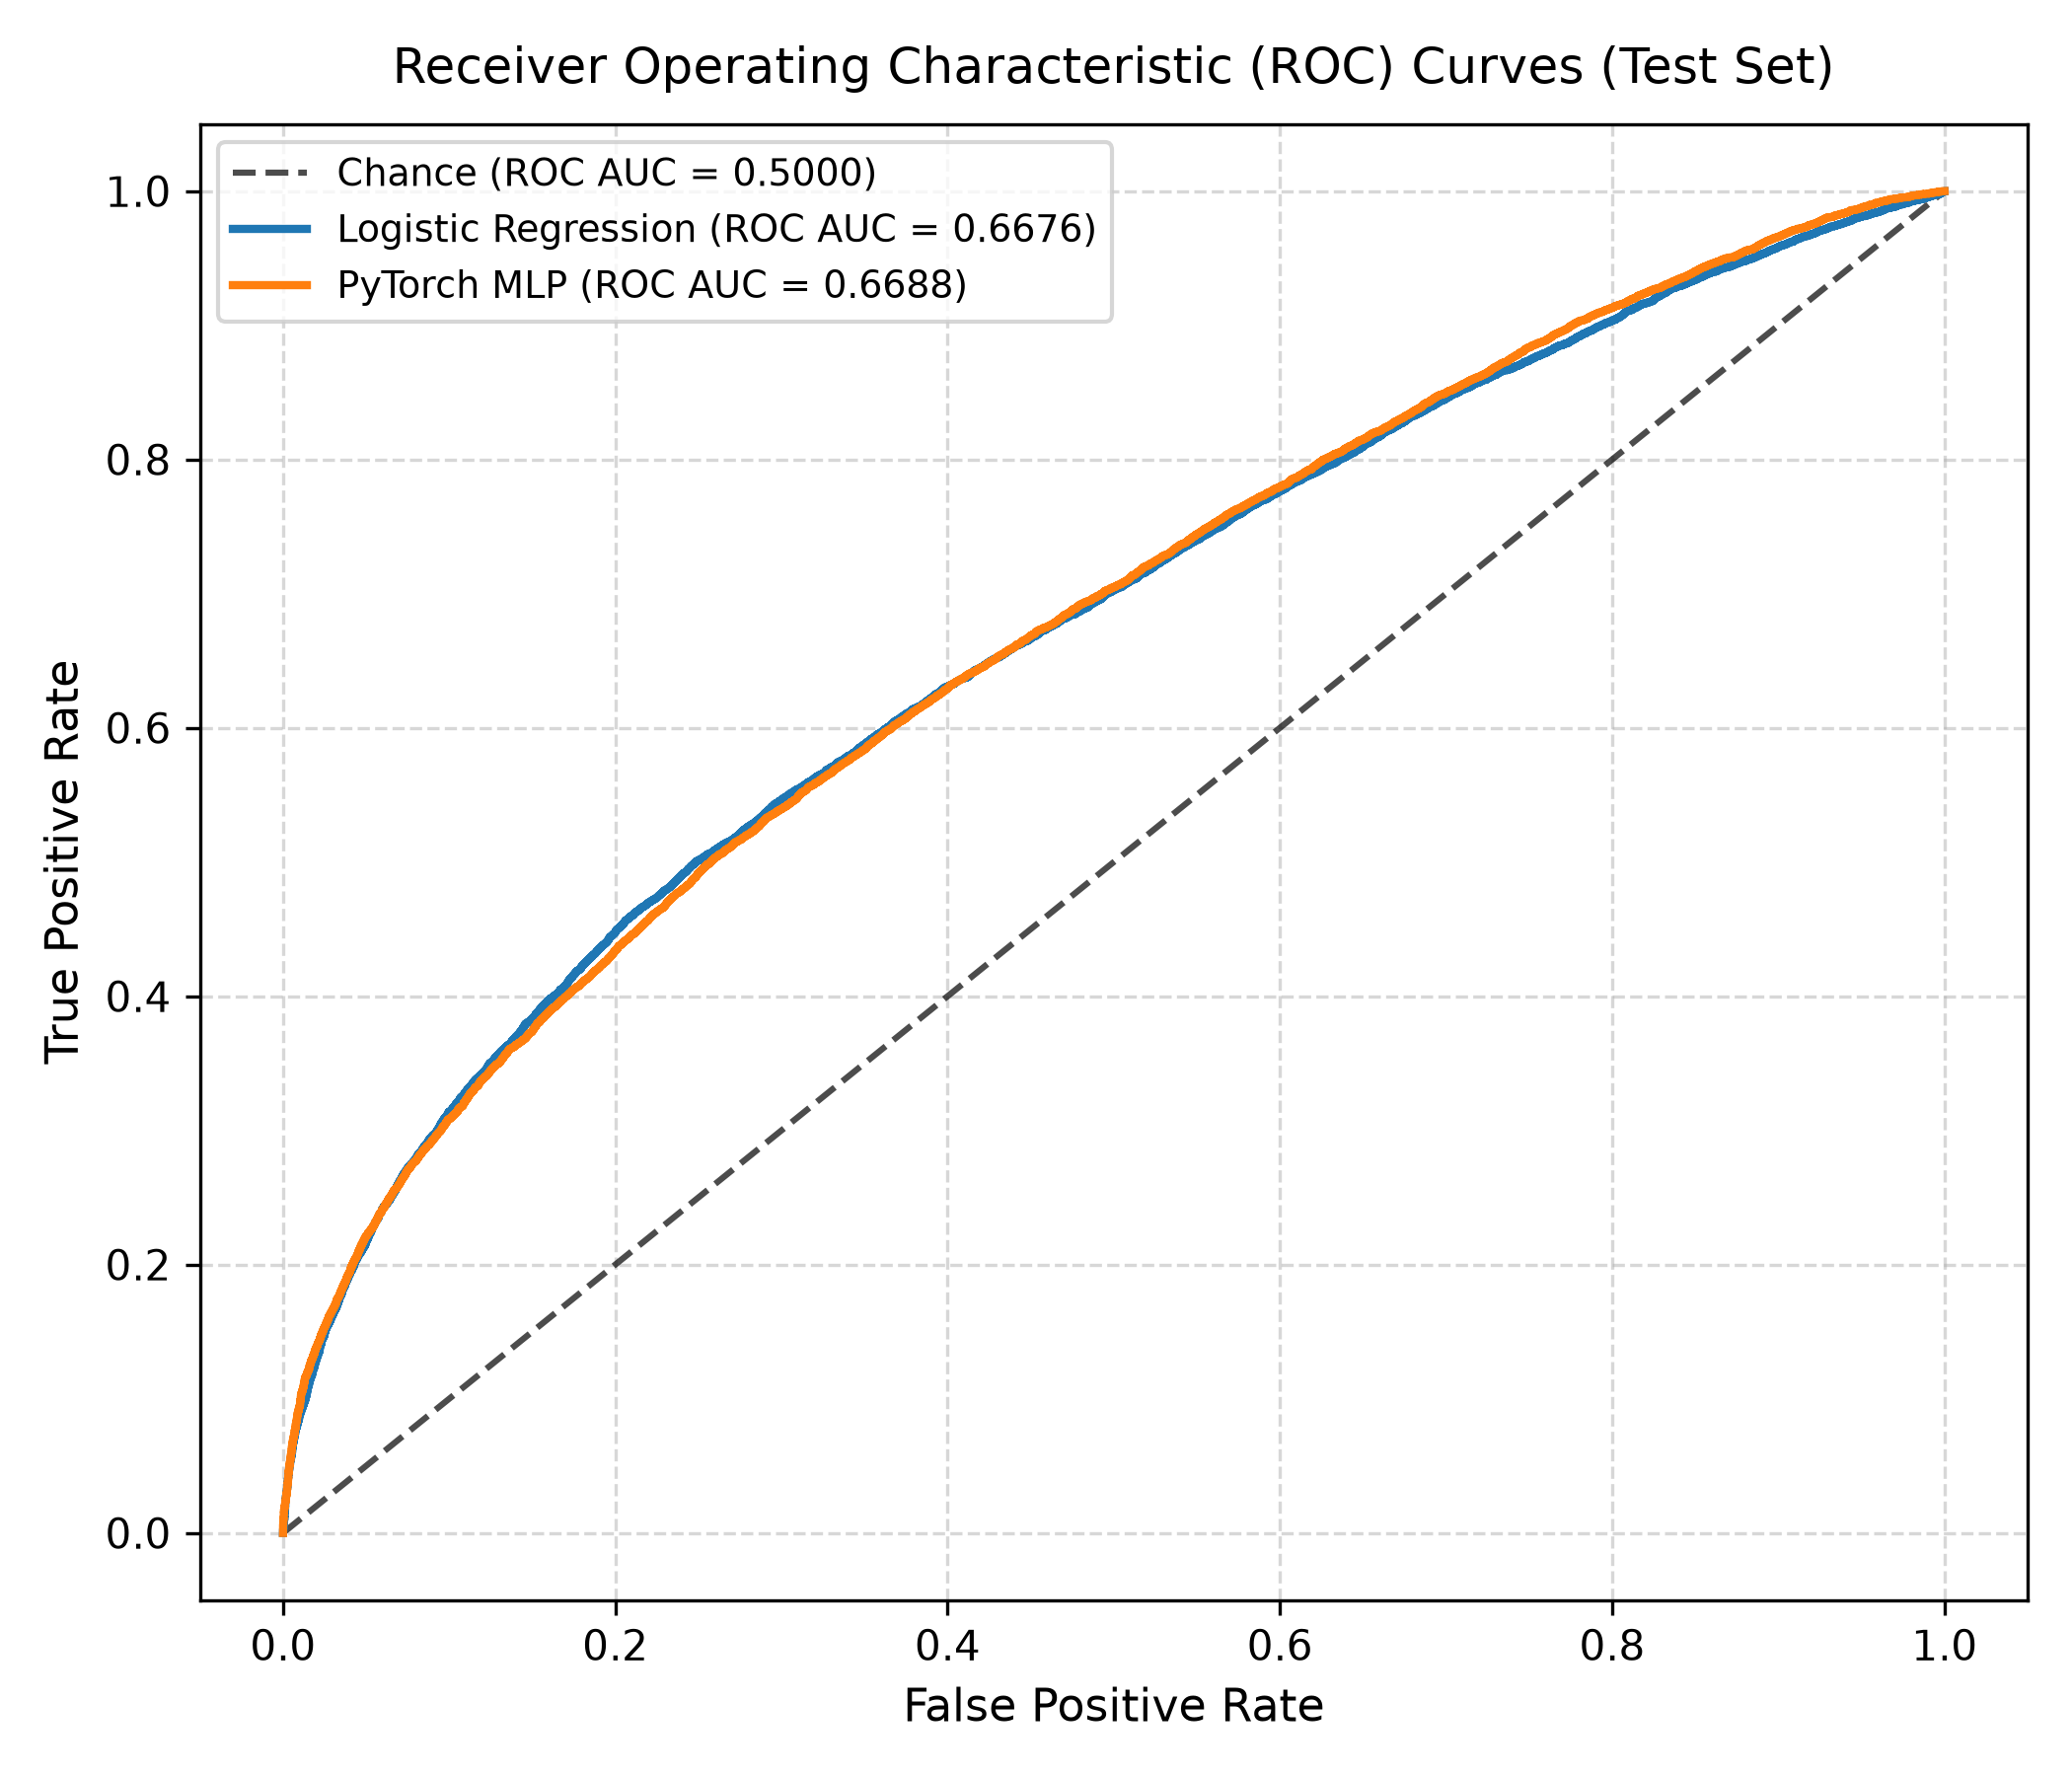 Receiver Operating Characteristic (ROC) Curves (Test Set)
Chance (ROC AUC = 0.5000)
Logistic Regression (ROC AUC = 0.6676)
PyTorch MLP (ROC AUC = 0.6688)
True Positive Rate
1.0
0.8
0.6
0.4
0.2
0.0
0.0 0.2 0.4 0.6 0.8 1.0
False Positive Rate